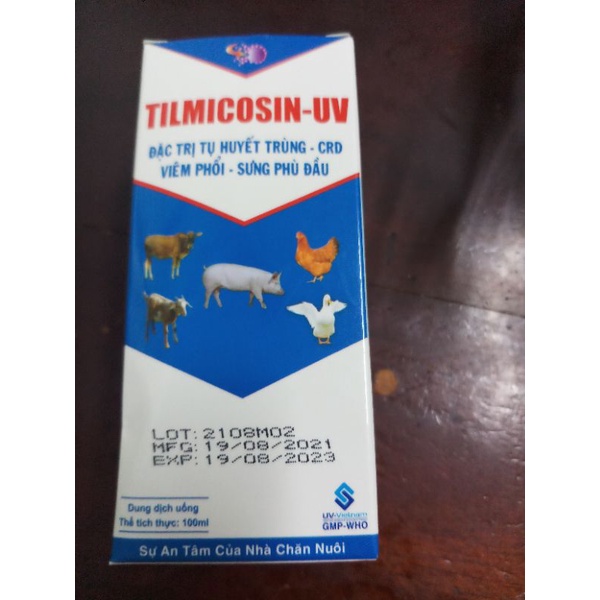 TILMICOSIN-UV
ĐẶC TRỊ TỤ HUYẾT TRÙNG - CRD
VIÊM PHỔI - SƯNG PHÙ ĐẦU
LOT: 2108M02
MFG: 19/08/2021
EXP: 19/08/2023
Dung dịch uống
Thể tích thực: 100ml
UV-Vietnam
GMP-WHO
Sự An Tâm Của Nhà Chăn Nuôi